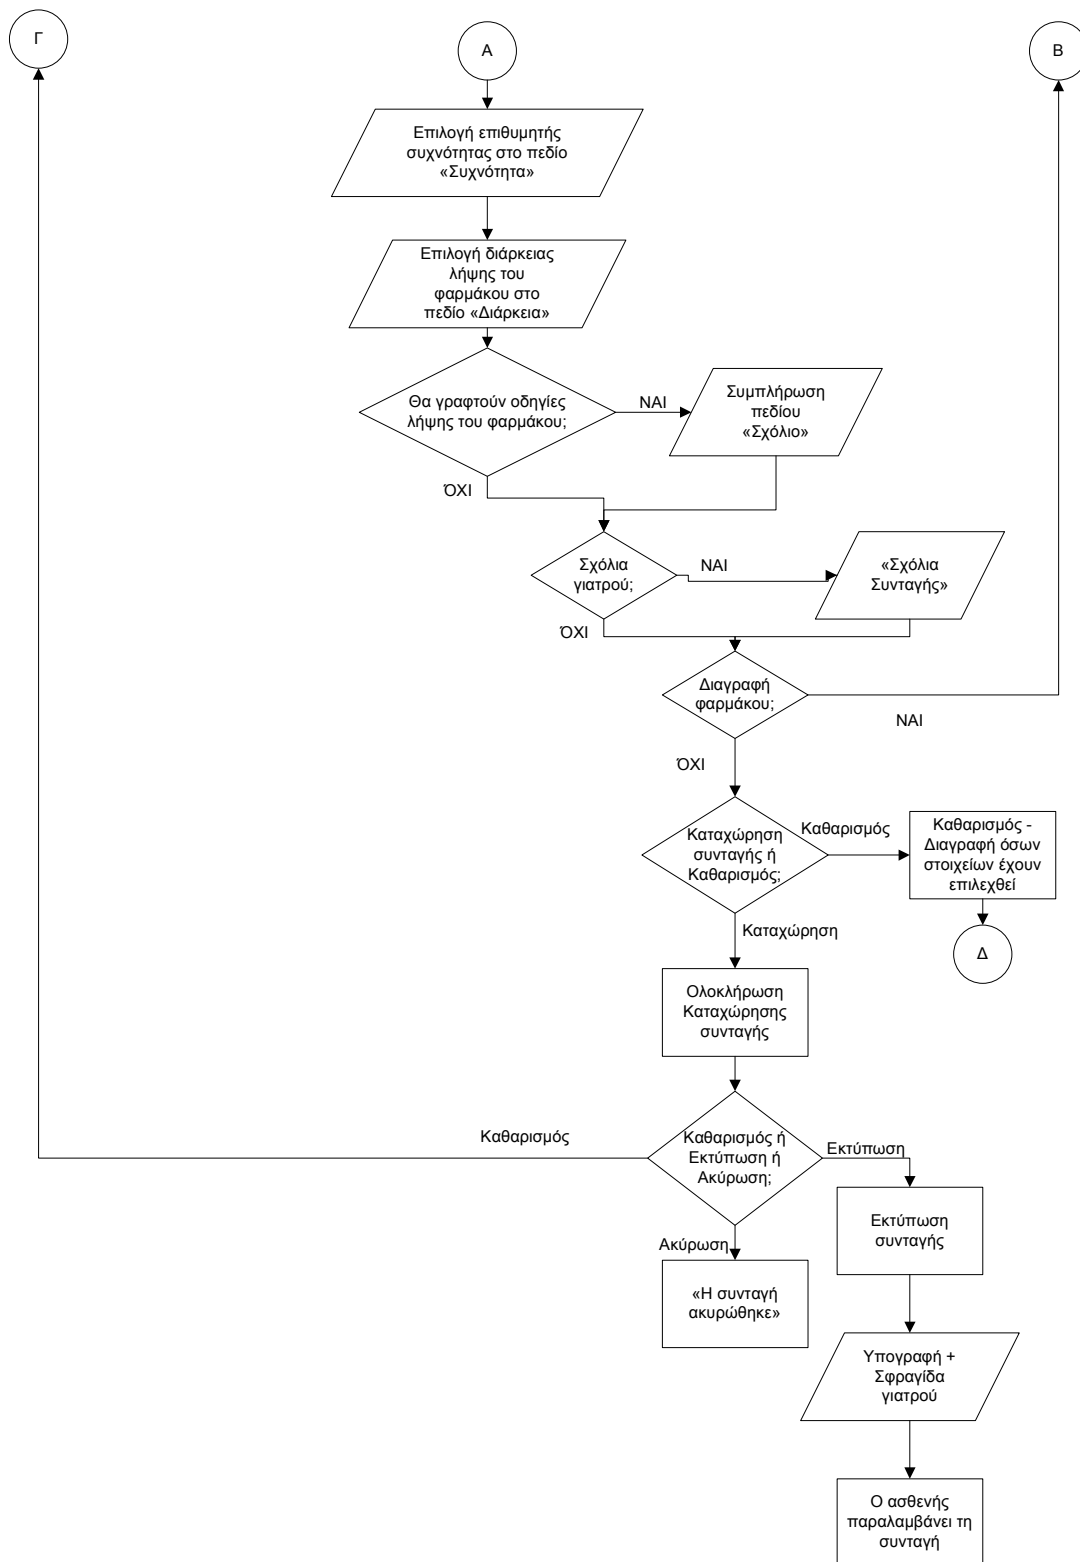 Γ
Α
Β
Επιλογή επιθυμητής
συχνότητας στο πεδίο
«Συχνότητα»
Επιλογή διάρκειας
λήψης του
φαρμάκου στο
πεδίο «Διάρκεια»
Θα γραφτούν οδηγίες
λήψης του φαρμάκου;
ΝΑΙ
Συμπλήρωση
πεδίου
«Σχόλιο»
ΌΧΙ
Σχόλια
γιατρού;
ΝΑΙ
«Σχόλια
Συνταγής»
ΌΧΙ
Διαγραφή
φαρμάκου;
ΝΑΙ
ΌΧΙ
Καταχώρηση
συνταγής ή
Καθαρισμός;
Καθαρισμός
Καθαρισμός -
Διαγραφή όσων
στοιχείων έχουν
επιλεχθεί
Δ
Καταχώρηση
Ολοκλήρωση
Καταχώρησης
συνταγής
Καθαρισμός
Καθαρισμός ή
Εκτύπωση ή
Ακύρωση;
Εκτύπωση
Εκτύπωση
συνταγής
Ακύρωση
«Η συνταγή
ακυρώθηκε»
Υπογραφή +
Σφραγίδα
γιατρού
Ο ασθενής
παραλαμβάνει τη
συνταγή